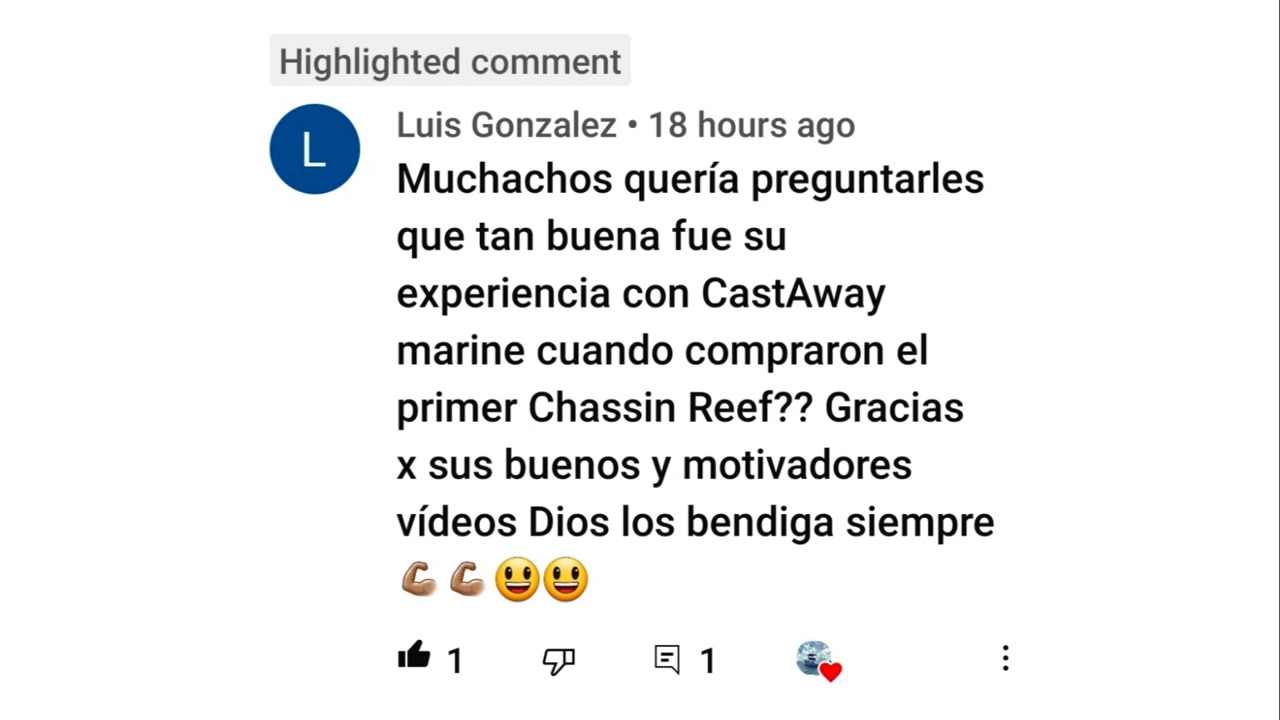 Highlighted comment
L
Luis Gonzalez • 18 hours ago
Muchachos quería preguntarles
que tan buena fue su
experiencia con CastAway
marine cuando compraron el
primer Chassin Reef?? Gracias
x sus buenos y motivadores
vídeos Dios los bendiga siempre
💪🏽💪🏽😃😃
1 1